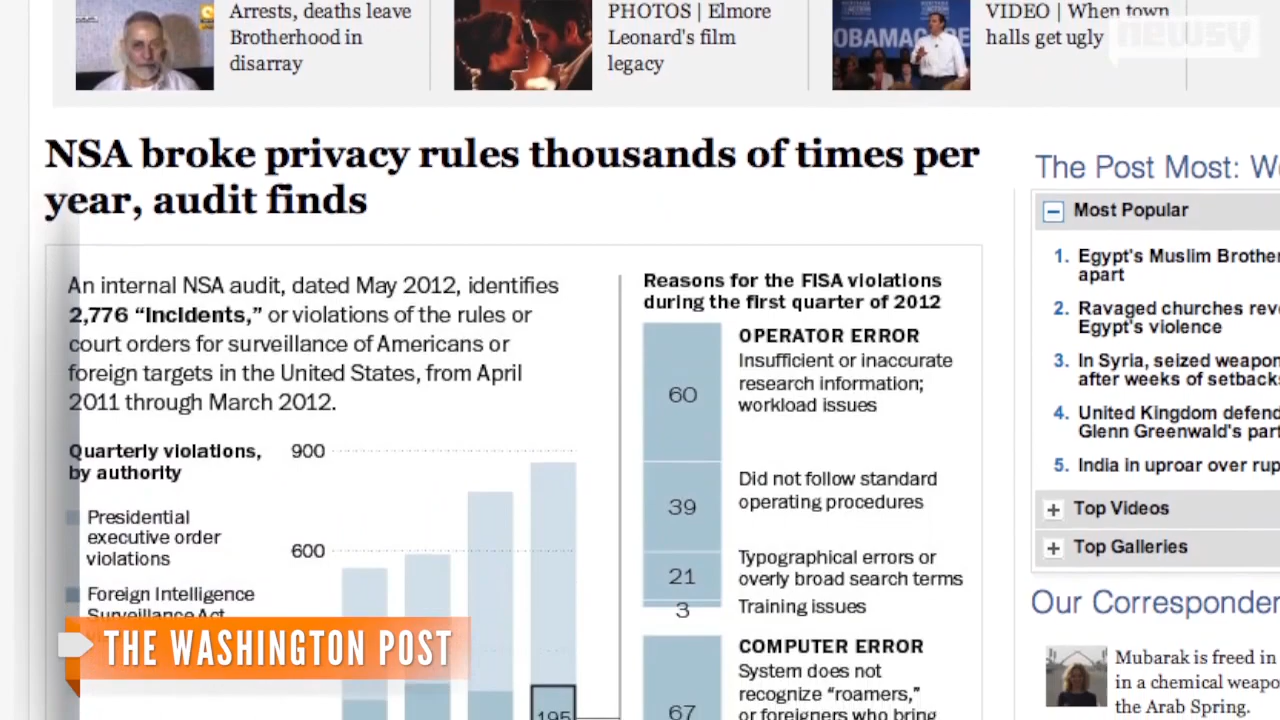 Arrests, deaths leave
Brotherhood in
disarray
PHOTOS | Elmore
Leonard's film
legacy
VIDEO | When town
halls get ugly
newsy
OBAMACARE
NSA broke privacy rules thousands of times per
year, audit finds
An internal NSA audit, dated May 2012, identifies
2,776 “Incidents,” or violations of the rules or
court orders for surveillance of Americans or
foreign targets in the United States, from April
2011 through March 2012.
Quarterly violations,
by authority
900
600
Presidential
executive order
violations
Foreign Intelligence
Surveillance Act
195
Reasons for the FISA violations
during the first quarter of 2012
60
OPERATOR ERROR
Insufficient or inaccurate
research information;
workload issues
39
Did not follow standard
operating procedures
21
Typographical errors or
overly broad search terms
3
Training issues
COMPUTER ERROR
System does not
recognize “roamers,”
or foreigners who bring
67
The Post Most:
Most Popular
1. Egypt's Muslim
apart
2. Ravaged churches
Egypt's violence
3. In Syria, seized
after weeks of
4. United Kingdom
Glenn Greenwald's
5. India in uproar over
Top Videos
Top Galleries
Our
Mubarak is freed in
in a chemical
the Arab Spring.
THE WASHINGTON POST